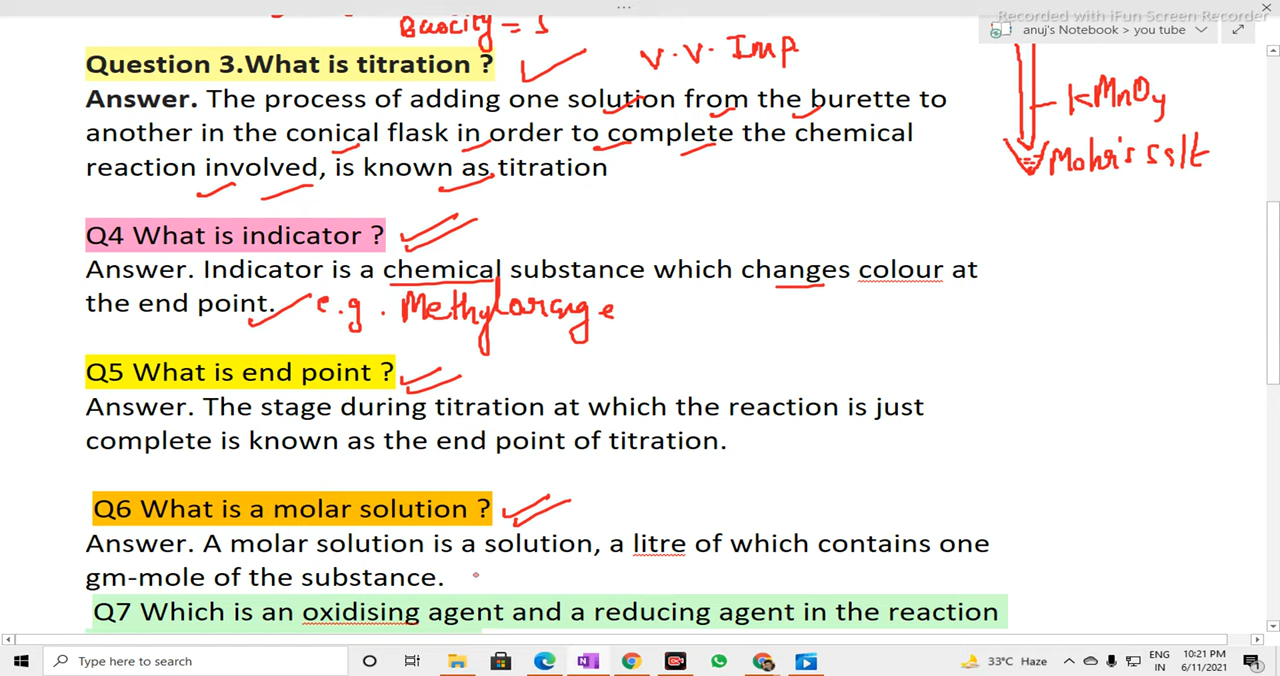 Basicity = 
Recorded with iFun Screen Recorder
anuj's Notebook > you tube
Question 3.What is titration ?
V.V. Imp
Answer. The process of adding one solution from the burette to
another in the conical flask in order to complete the chemical
reaction involved, is known as titration
KMnO4
Mohr's salt
Q4 What is indicator ?
Answer. Indicator is a chemical substance which changes colour at
the end point.
e.g. Methyl orange
Q5 What is end point ?
Answer. The stage during titration at which the reaction is just
complete is known as the end point of titration.
Q6 What is a molar solution ?
Answer. A molar solution is a solution, a litre of which contains one
gm-mole of the substance.
Q7 Which is an oxidising agent and a reducing agent in the reaction
Type here to search
33°C Haze
ENG
IN
10:21 PM
6/11/2021
1